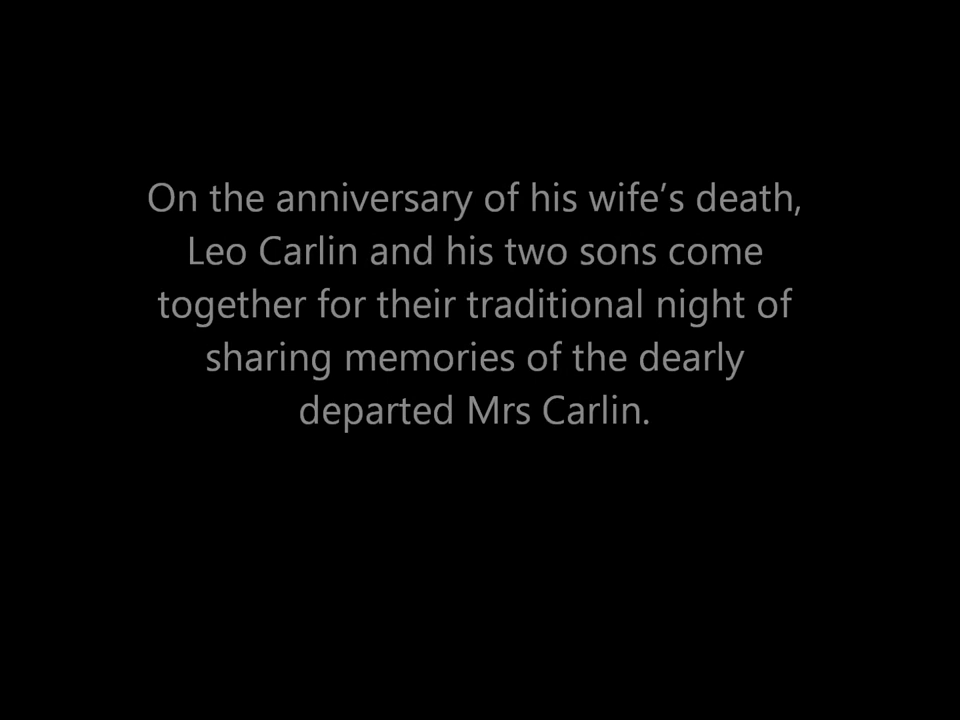 On the anniversary of his wife’s death,
Leo Carlin and his two sons come
together for their traditional night of
sharing memories of the dearly
departed Mrs Carlin.